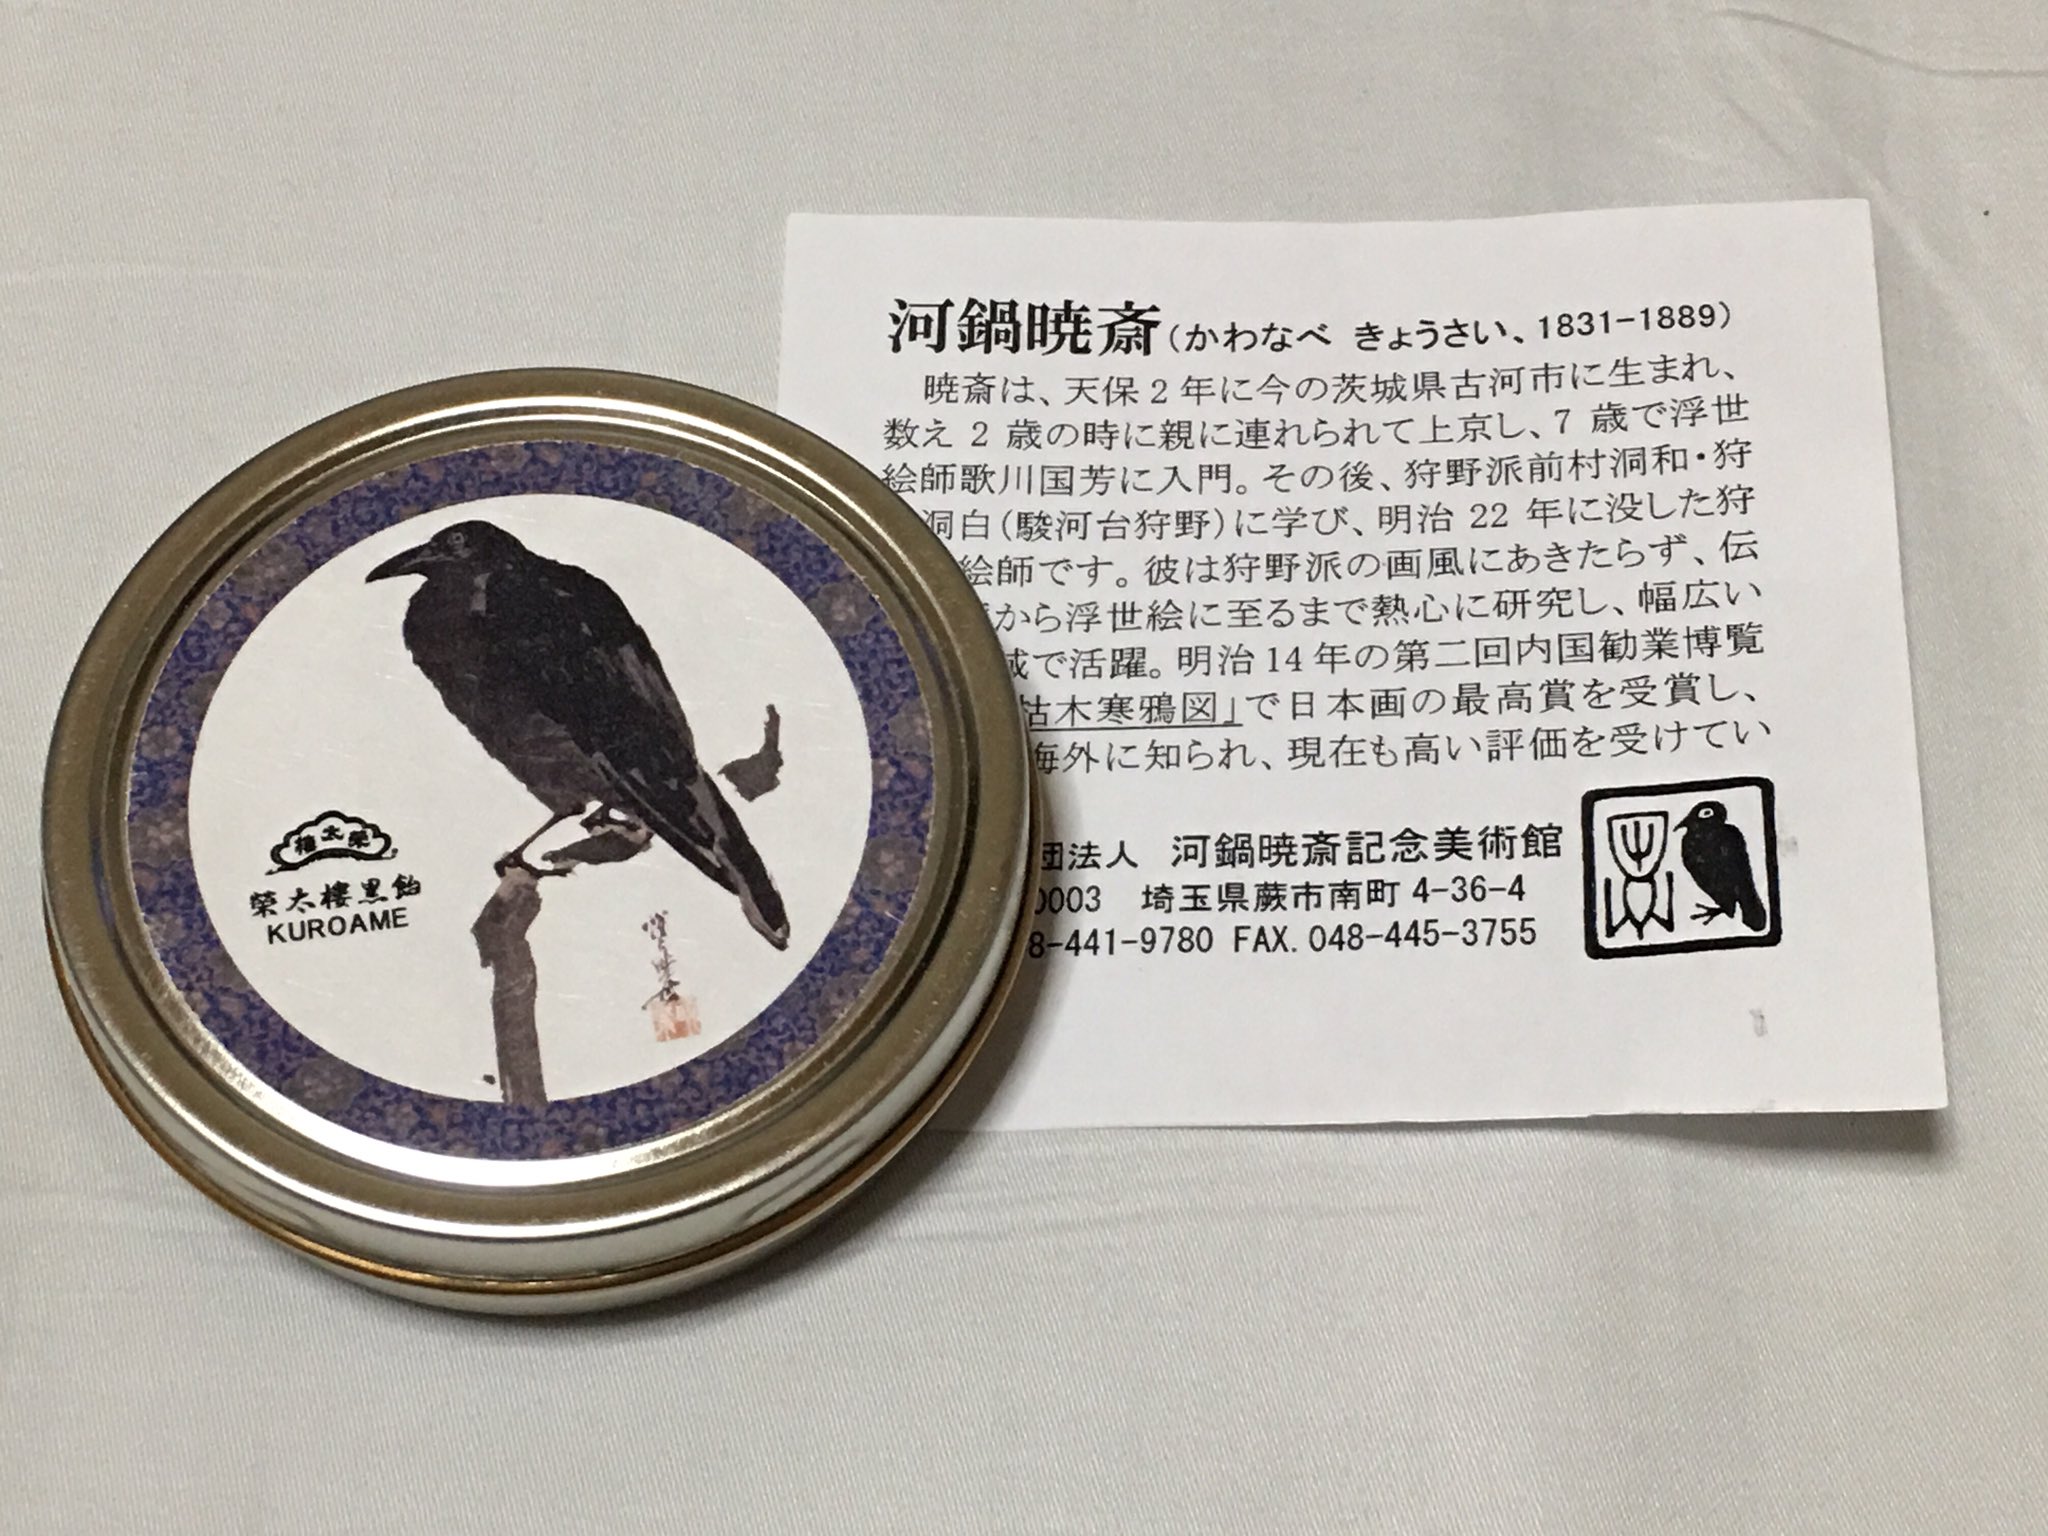 榮太樓
榮太樓黒飴
KUROAME
河鍋暁斎(かわなべ きょうさい、1831-1889)
暁斎は、天保2年に今の茨城県古河市に生まれ、
数え2歳の時に親に連れられて上京し、7歳で浮世
絵師歌川国芳に入門。その後、狩野派前村洞和・狩
洞白(駿河台狩野)に学び、明治22年に没した狩
絵師です。彼は狩野派の画風にあきたらず、伝
から浮世絵に至るまで熱心に研究し、幅広い
域で活躍。明治14年の第二回内国勧業博覧
枯木寒鴉図」で日本画の最高賞を受賞し、
海外に知られ、現在も高い評価を受けてい
団法人 河鍋暁斎記念美術館
0003 埼玉県蕨市南町4-36-4
8-441-9780 FAX. 048-445-3755